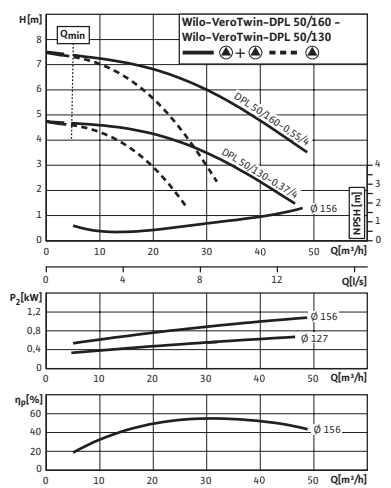 H[m]
Wilo-VeroTwin-DPL 50/160 –
Wilo-VeroTwin-DPL 50/130
Qmin
+
8
7
6
5
4
3
2
1
0
DPL 50/160-0.55/4
DPL 50/130-0.37/4
Ø 156
4
3
2
1
0
NPSH [m]
0 10 20 30 40 50 Q[m³/h]
0 4 8 12 Q[l/s]
P₂[kW]
1,2
0,8
0,4
0
Ø 156
Ø 127
0 10 20 30 40 50 Q[m³/h]
ηp[%]
60
40
20
0
Ø 156
0 10 20 30 40 50 Q[m³/h]